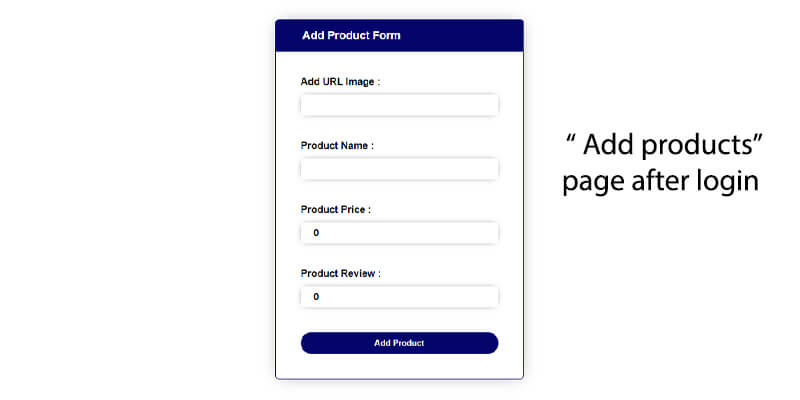 Add Product Form
Add URL Image :
Product Name :
Product Price :
0
Product Review :
0
Add Product
“ Add products”
page after login